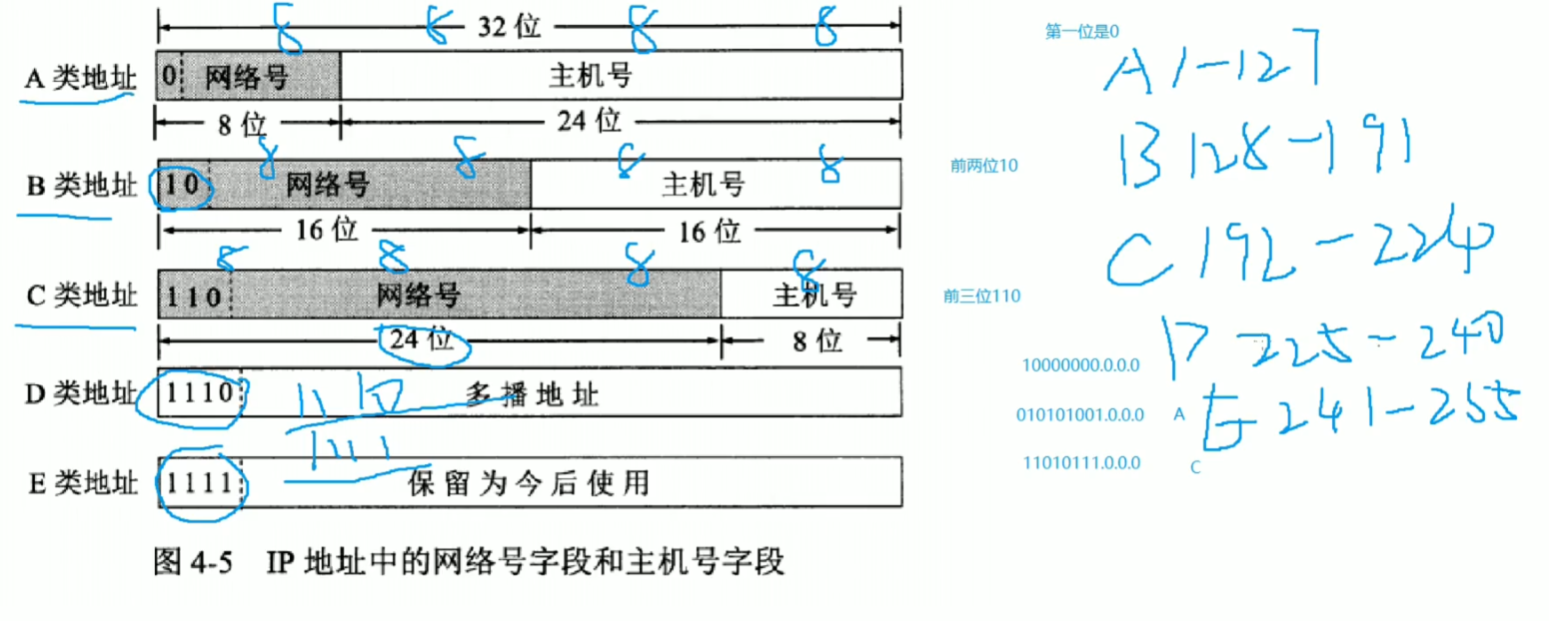 32 位
8 8 8 8
第一位是0
A 类地址 0 网络号 主机号
A 1-127
8 位 24 位
8 8 8 8
B 类地址 10 网络号 主机号
前两位10
B 128-191
16 位 16 位
8 8 8 8
C 类地址 110 网络号 主机号
前三位110
C 192-224
24 位 8 位
D 225-240
10000000.0.0.0
D 类地址 1110 多播地址
1110
010101001.0.0.0 A
E 241-255
1111
11010111.0.0.0 C
E 类地址 1111 保留为今后使用
图 4-5 IP 地址中的网络号字段和主机号字段